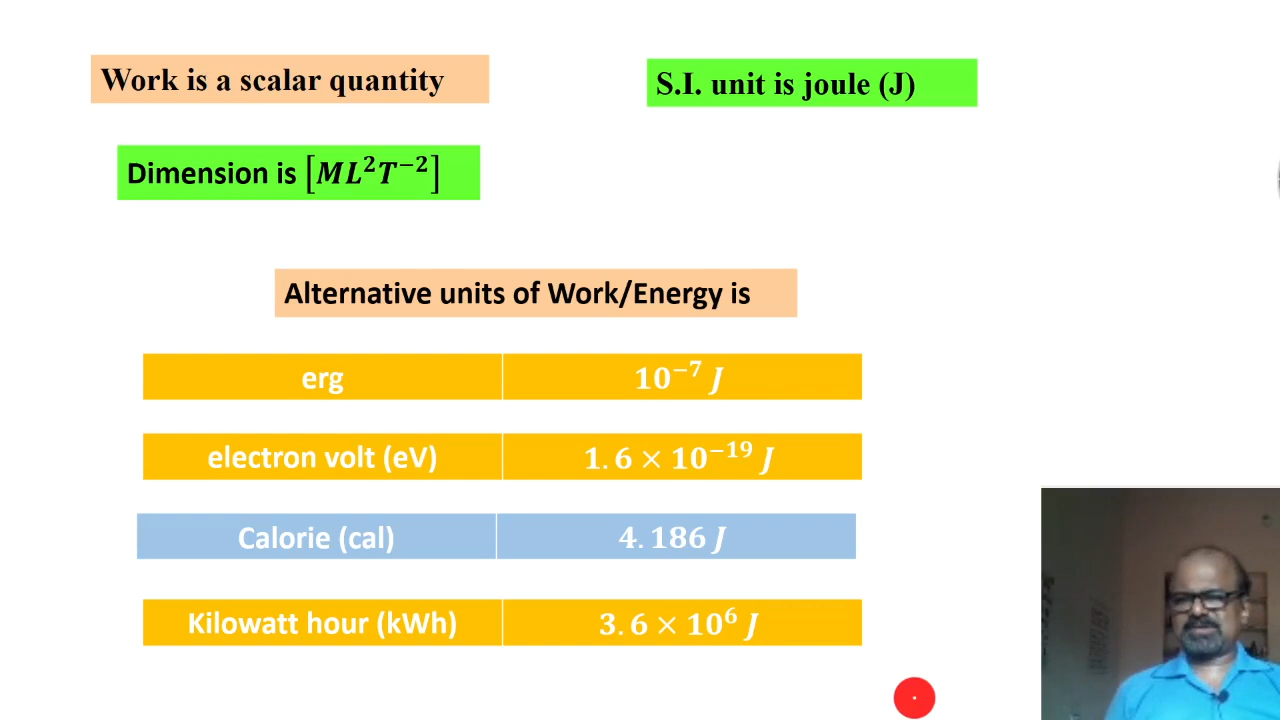 Work is a scalar quantity
S.I. unit is joule (J)
Dimension is [ML²T⁻²]
Alternative units of Work/Energy is
erg 10⁻⁷ J
electron volt (eV) 1.6 × 10⁻¹⁹ J
Calorie (cal) 4.186 J
Kilowatt hour (kWh) 3.6 × 10⁶ J